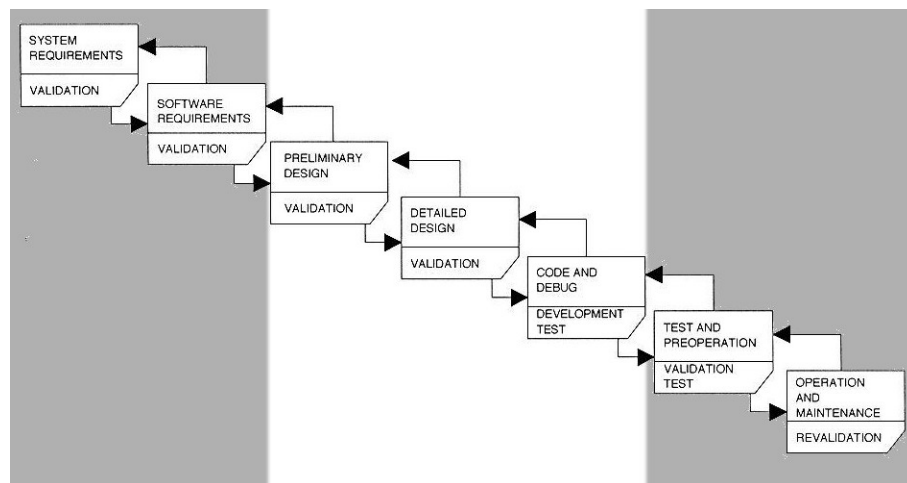 SYSTEM
REQUIREMENTS
VALIDATION
SOFTWARE
REQUIREMENTS
VALIDATION
PRELIMINARY
DESIGN
VALIDATION
DETAILED
DESIGN
VALIDATION
CODE AND
DEBUG
DEVELOPMENT
TEST
TEST AND
PREOPERATION
VALIDATION
TEST
OPERATION
AND
MAINTENANCE
REVALIDATION